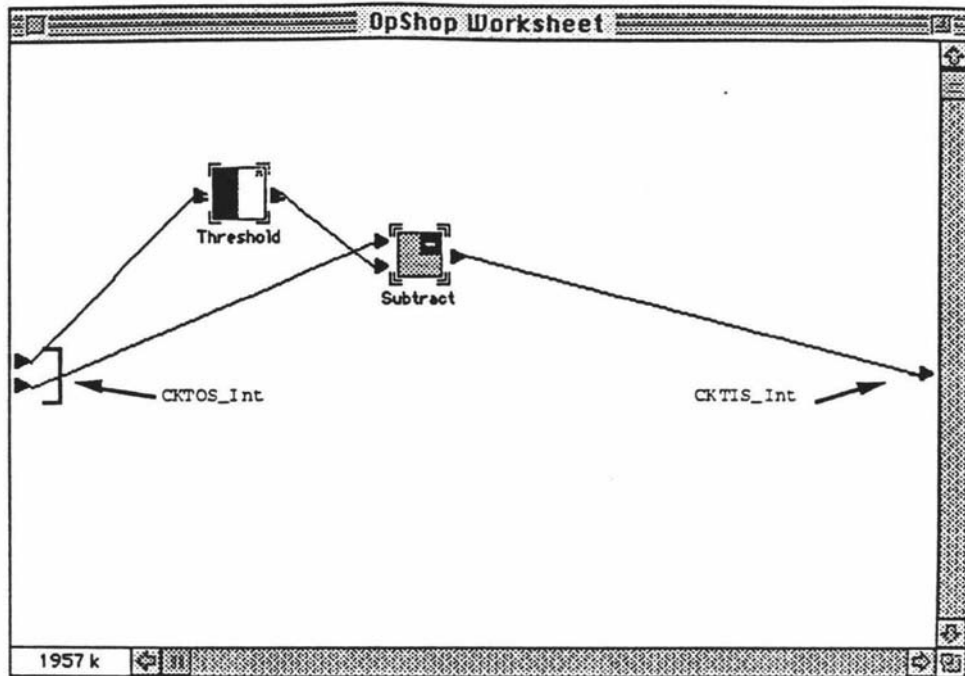 OpShop Worksheet
Threshold
Subtract
CKTOS_Int
CKTIS_Int
1957 k